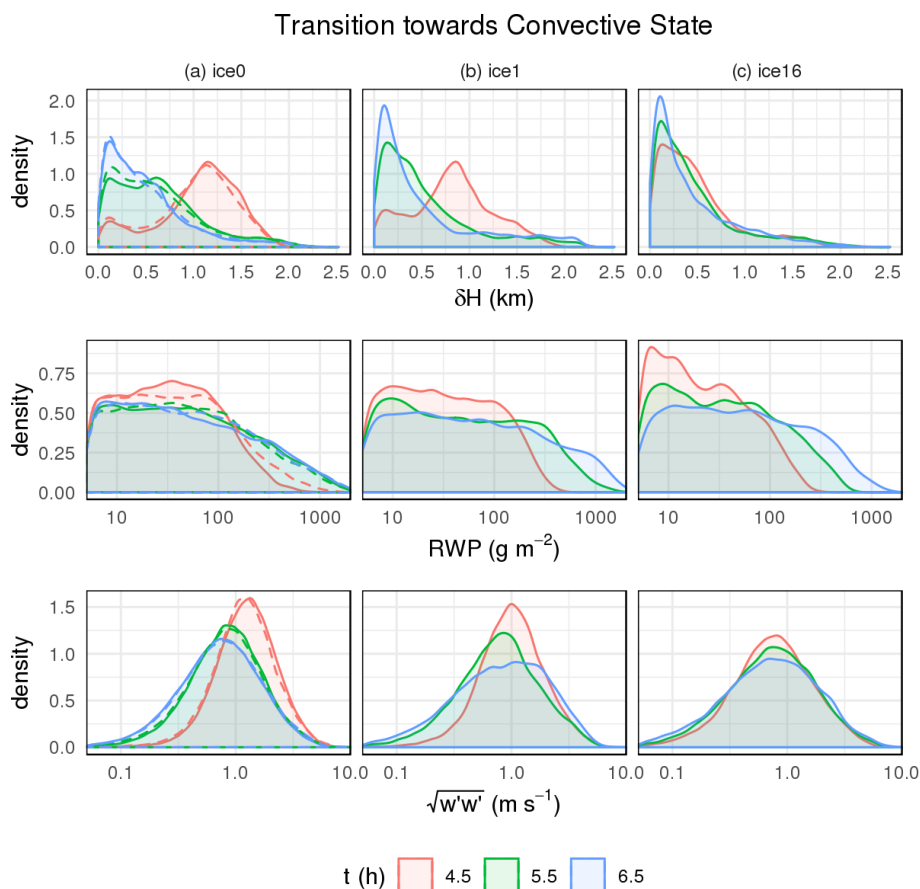 Transition towards Convective State
(a) ice0 (b) ice1 (c) ice16
density
2.0
1.5
1.0
0.5
0.0
0.0 0.5 1.0 1.5 2.0 2.5 0.0 0.5 1.0 1.5 2.0 2.5 0.0 0.5 1.0 1.5 2.0 2.5
δH (km)
density
0.75
0.50
0.25
0.00
10 100 1000 10 100 1000 10 100 1000
RWP (g m⁻²)
density
1.5
1.0
0.5
0.0
0.1 1.0 10.0 0.1 1.0 10.0 0.1 1.0 10.0
√w'w' (m s⁻¹)
t (h) 4.5 5.5 6.5